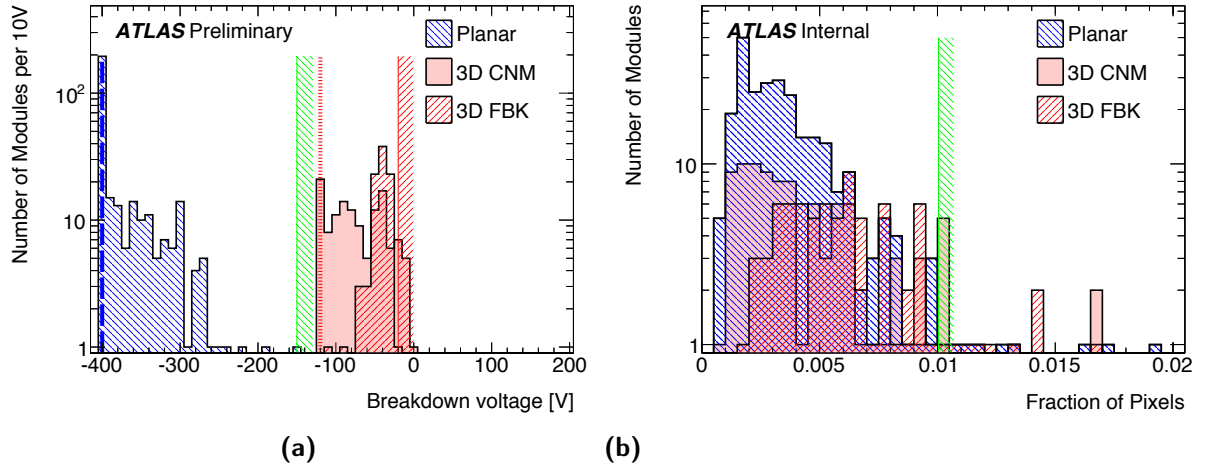 Number of Modules per 10V
ATLAS Preliminary
Planar
3D CNM
3D FBK
10²
10
1
-400 -300 -200 -100 0 100 200
Breakdown voltage [V]
(a)
Number of Modules
ATLAS Internal
Planar
3D CNM
3D FBK
10
1
0 0.005 0.01 0.015 0.02
Fraction of Pixels
(b)